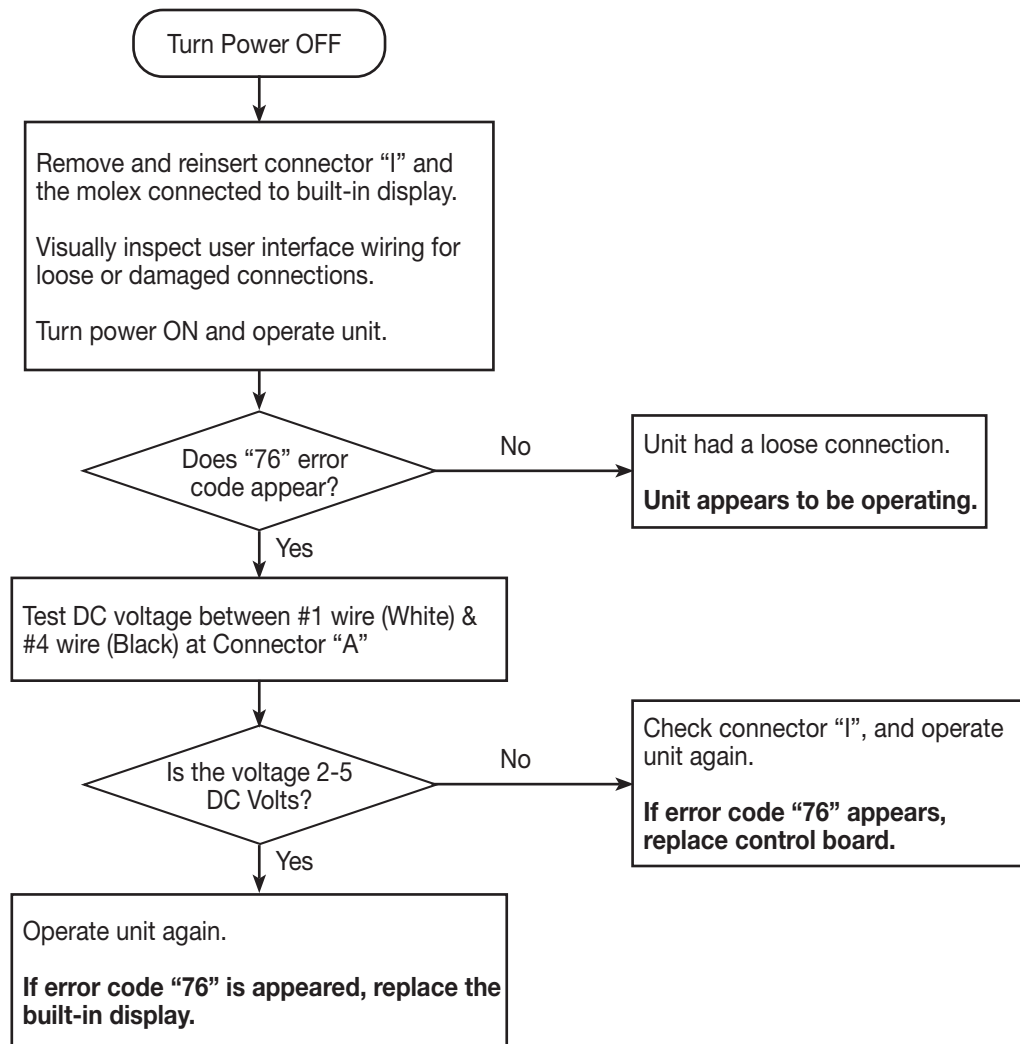 Turn Power OFF
Remove and reinsert connector “I” and
the molex connected to built-in display.
Visually inspect user interface wiring for
loose or damaged connections.
Turn power ON and operate unit.
Does “76” error
code appear?
No
Unit had a loose connection.
Unit appears to be operating.
Yes
Test DC voltage between #1 wire (White) &
#4 wire (Black) at Connector “A”
Is the voltage 2-5
DC Volts?
No
Check connector “I”, and operate
unit again.
If error code “76” appears,
replace control board.
Yes
Operate unit again.
If error code “76” is appeared, replace the
built-in display.